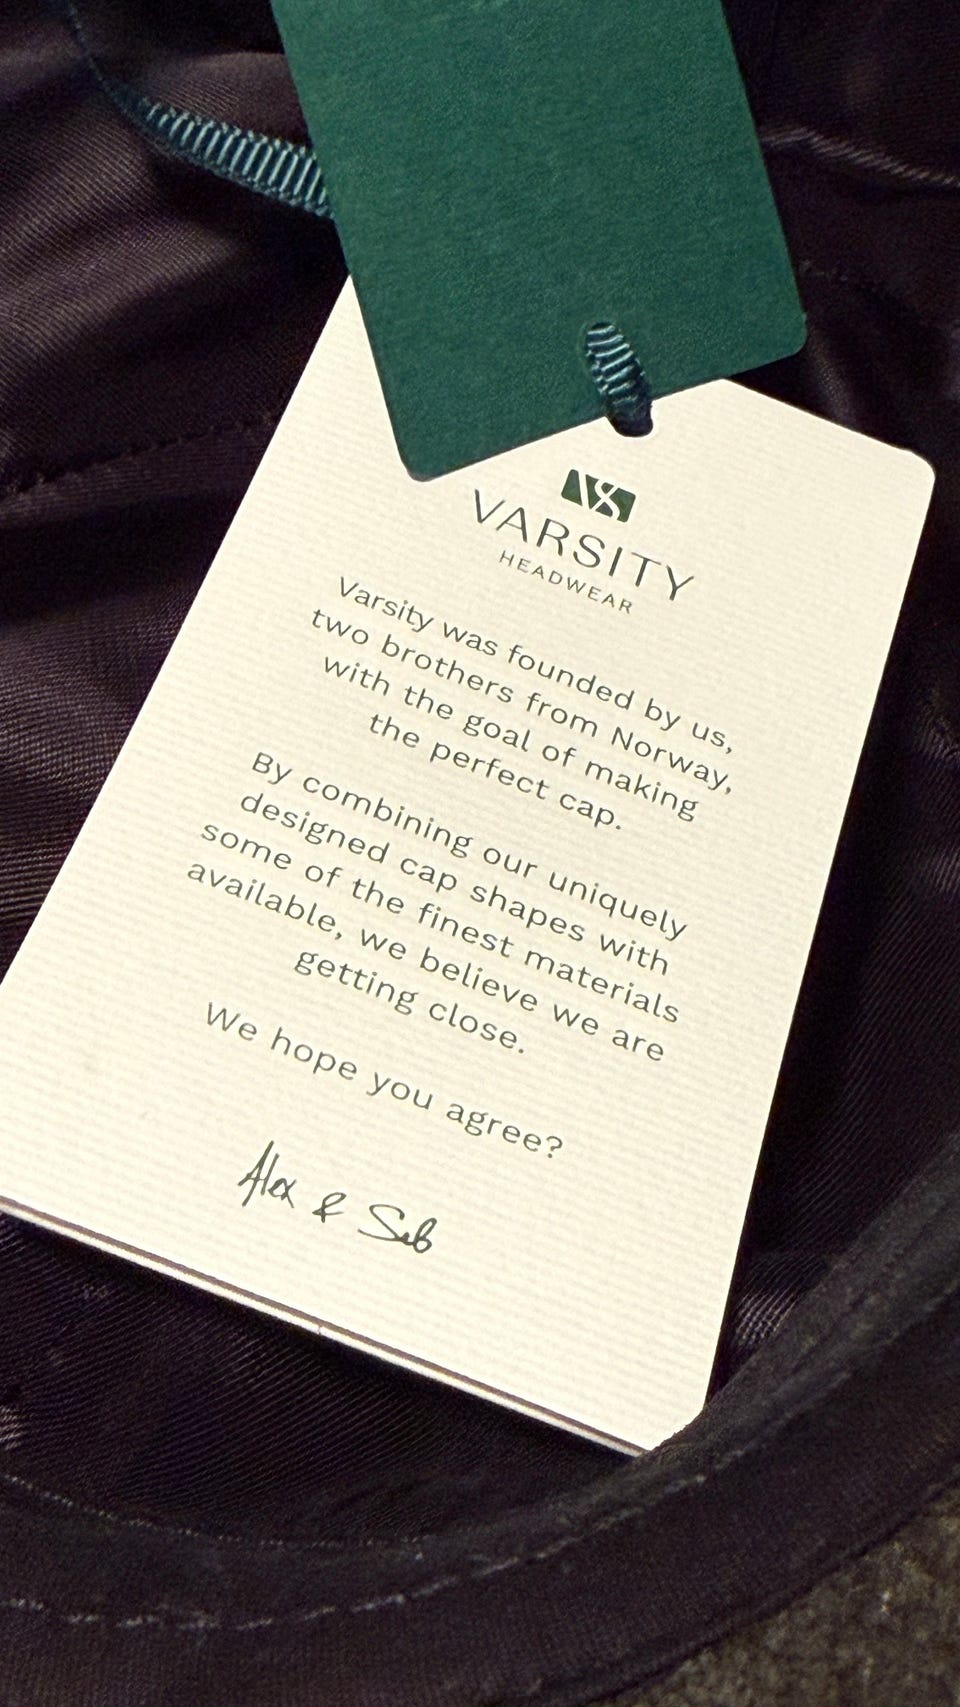 VS
VARSITY
HEADWEAR
Varsity was founded by us,
two brothers from Norway,
with the goal of making
the perfect cap.
By combining our uniquely
designed cap shapes with
some of the finest materials
available, we believe we are
getting close.
We hope you agree?
Alex & Seb